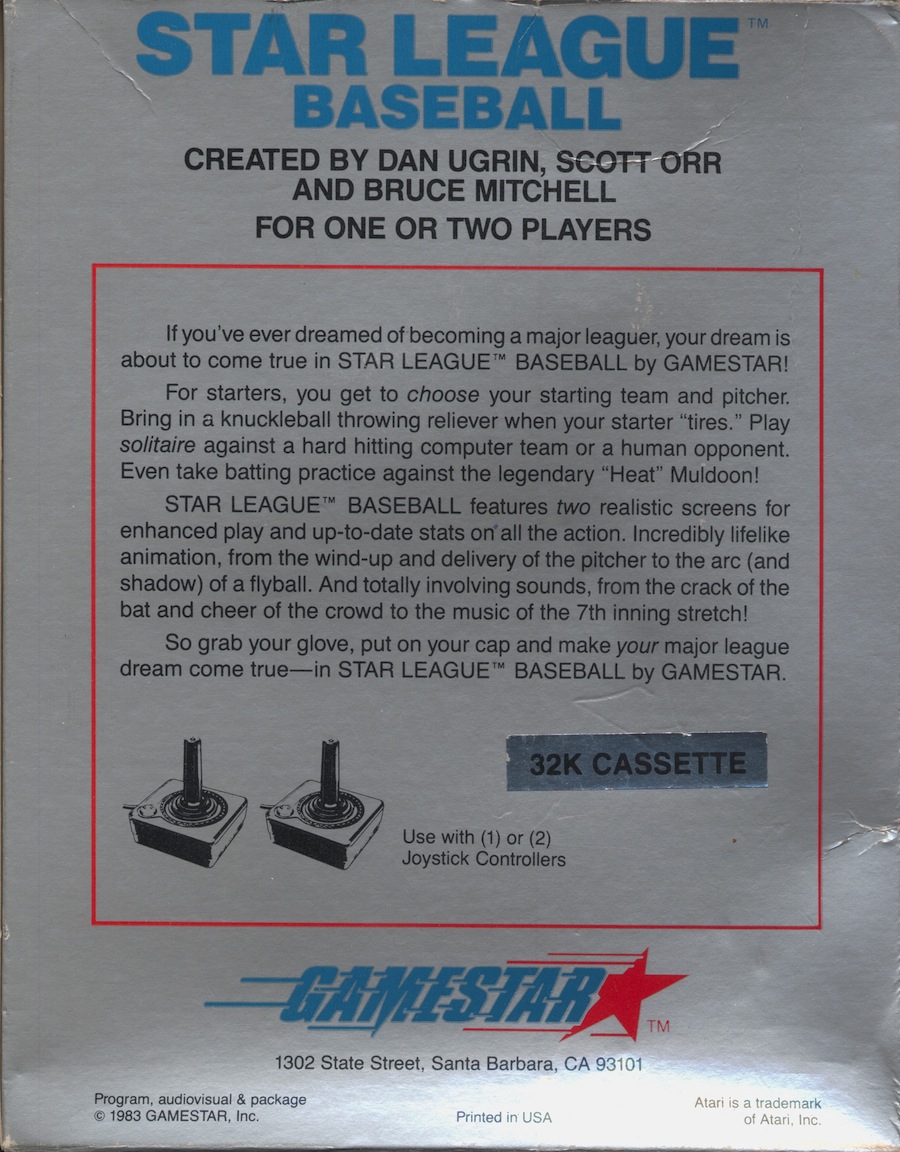 STAR LEAGUE™
BASEBALL
CREATED BY DAN UGRIN, SCOTT ORR
AND BRUCE MITCHELL
FOR ONE OR TWO PLAYERS
If you've ever dreamed of becoming a major leaguer, your dream is
about to come true in STAR LEAGUE™ BASEBALL by GAMESTAR!
For starters, you get to choose your starting team and pitcher.
Bring in a knuckleball throwing reliever when your starter “tires.” Play
solitaire against a hard hitting computer team or a human opponent.
Even take batting practice against the legendary “Heat” Muldoon!
STAR LEAGUE™ BASEBALL features two realistic screens for
enhanced play and up-to-date stats on all the action. Incredibly lifelike
animation, from the wind-up and delivery of the pitcher to the arc (and
shadow) of a flyball. And totally involving sounds, from the crack of the
bat and cheer of the crowd to the music of the 7th inning stretch!
So grab your glove, put on your cap and make your major league
dream come true—in STAR LEAGUE™ BASEBALL by GAMESTAR.
32K CASSETTE
Use with (1) or (2)
Joystick Controllers
GAMESTAR™
1302 State Street, Santa Barbara, CA 93101
Program, audiovisual & package
© 1983 GAMESTAR, Inc.
Printed in USA
Atari is a trademark
of Atari, Inc.